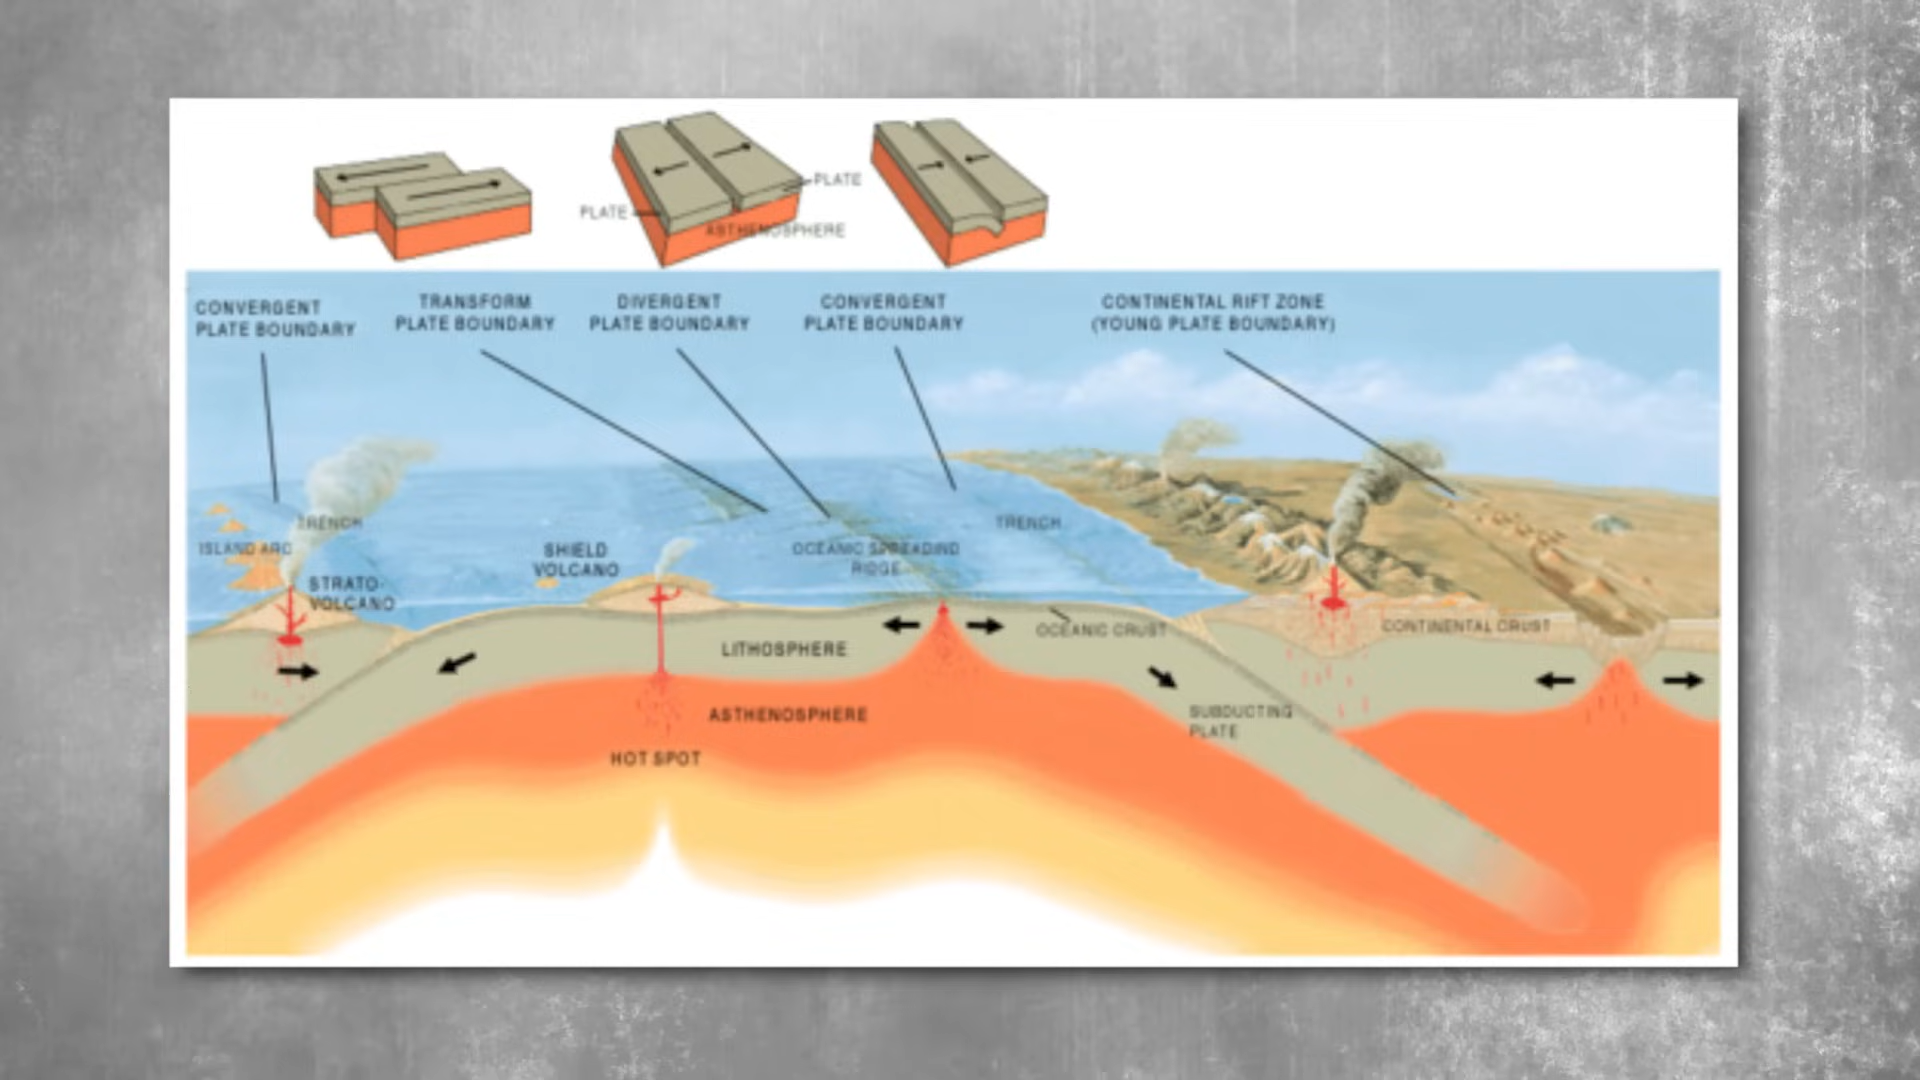 PLATE
PLATE
ASTHENOSPHERE
CONVERGENT
PLATE BOUNDARY
TRANSFORM
PLATE BOUNDARY
DIVERGENT
PLATE BOUNDARY
CONVERGENT
PLATE BOUNDARY
CONTINENTAL RIFT ZONE
(YOUNG PLATE BOUNDARY)
TRENCH
ISLAND ARC
STRATO-
VOLCANO
SHIELD
VOLCANO
OCEANIC SPREADING
RIDGE
TRENCH
LITHOSPHERE
OCEANIC CRUST
CONTINENTAL CRUST
ASTHENOSPHERE
SUBDUCTING
PLATE
HOT SPOT